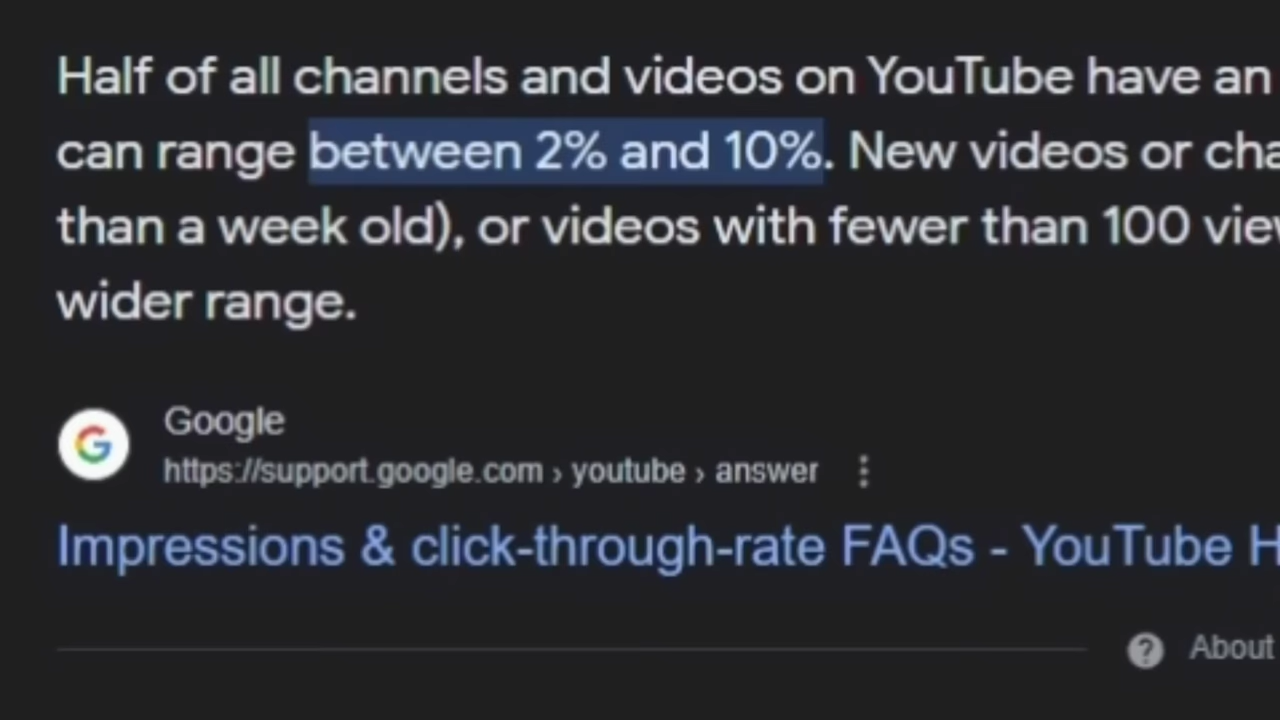 Half of all channels and videos on YouTube have an
can range between 2% and 10%. New videos or
than a week old), or videos with fewer than 100
wider range.
Google
https://support.google.com › youtube › answer
Impressions & click-through-rate FAQs - YouTube
About